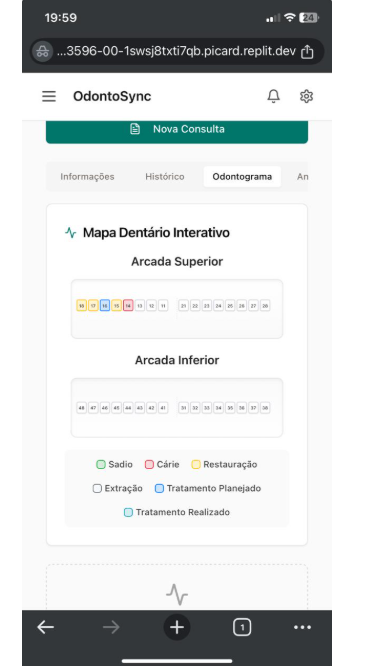 19:59
24
...3596-00-1swsj8txti7qb.picard.replit.dev
OdontoSync
Nova Consulta
Informações Histórico Odontograma An
Mapa Dentário Interativo
Arcada Superior
18 17 16 15 14 13 12 11 21 22 23 24 25 26 27 28
Arcada Inferior
48 47 46 45 44 43 42 41 31 32 33 34 35 36 37 38
Sadio Cárie Restauração
Extração Tratamento Planejado
Tratamento Realizado
1